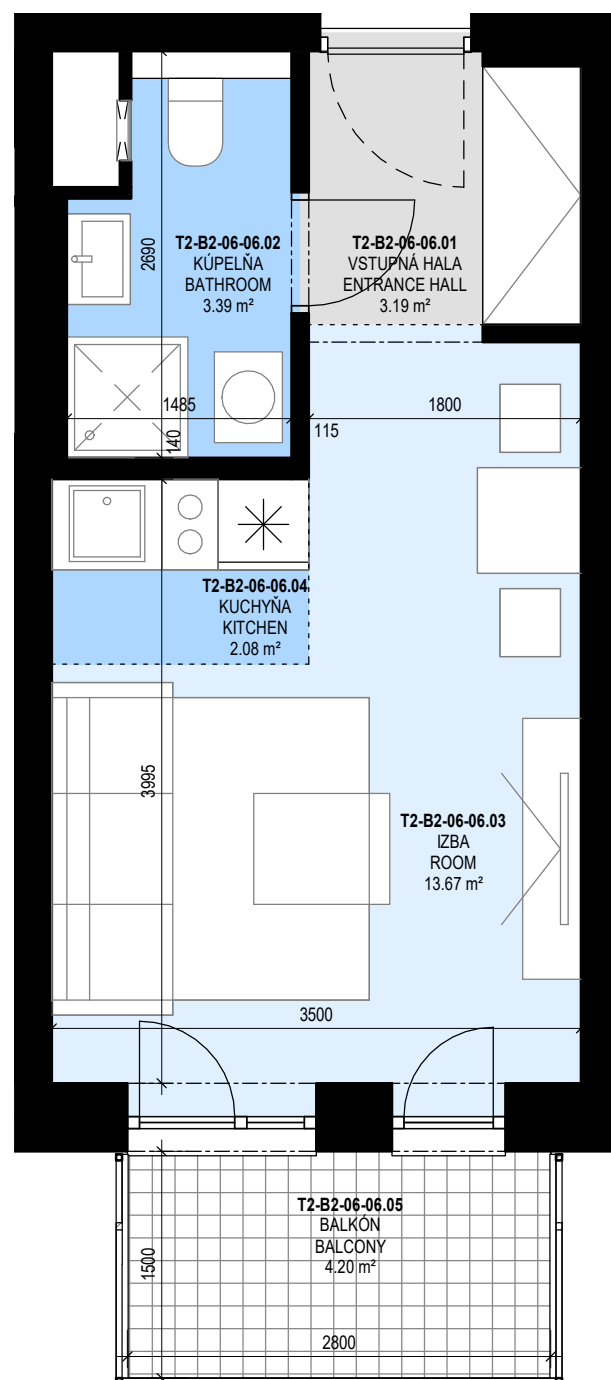 T2-B2-06-06.02
KÚPEĽŇA
BATHROOM
3.39 m²
T2-B2-06-06.01
VSTUPNÁ HALA
ENTRANCE HALL
3.19 m²
2690
1485
1800
140
115
T2-B2-06-06.04
KUCHYŇA
KITCHEN
2.08 m²
3995
T2-B2-06-06.03
IZBA
ROOM
13.67 m²
3500
T2-B2-06-06.05
BALKÓN
BALCONY
4.20 m²
1500
2800